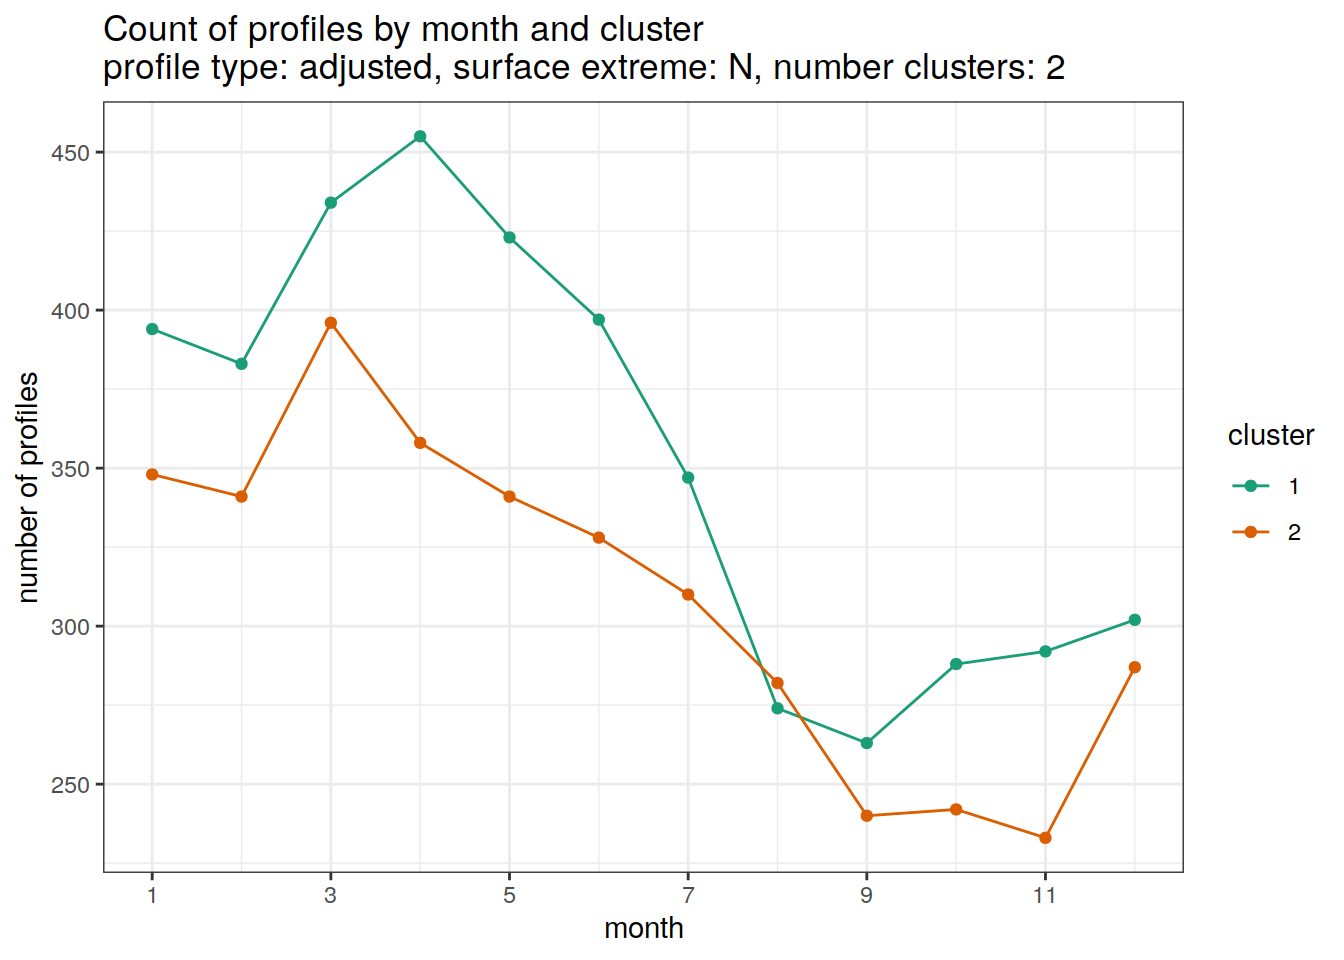 Count of profiles by month and cluster
profile type: adjusted, surface extreme: N, number clusters: 2
450
400
350
300
250
number of profiles
1 3 5 7 9 11
month
cluster
1
2